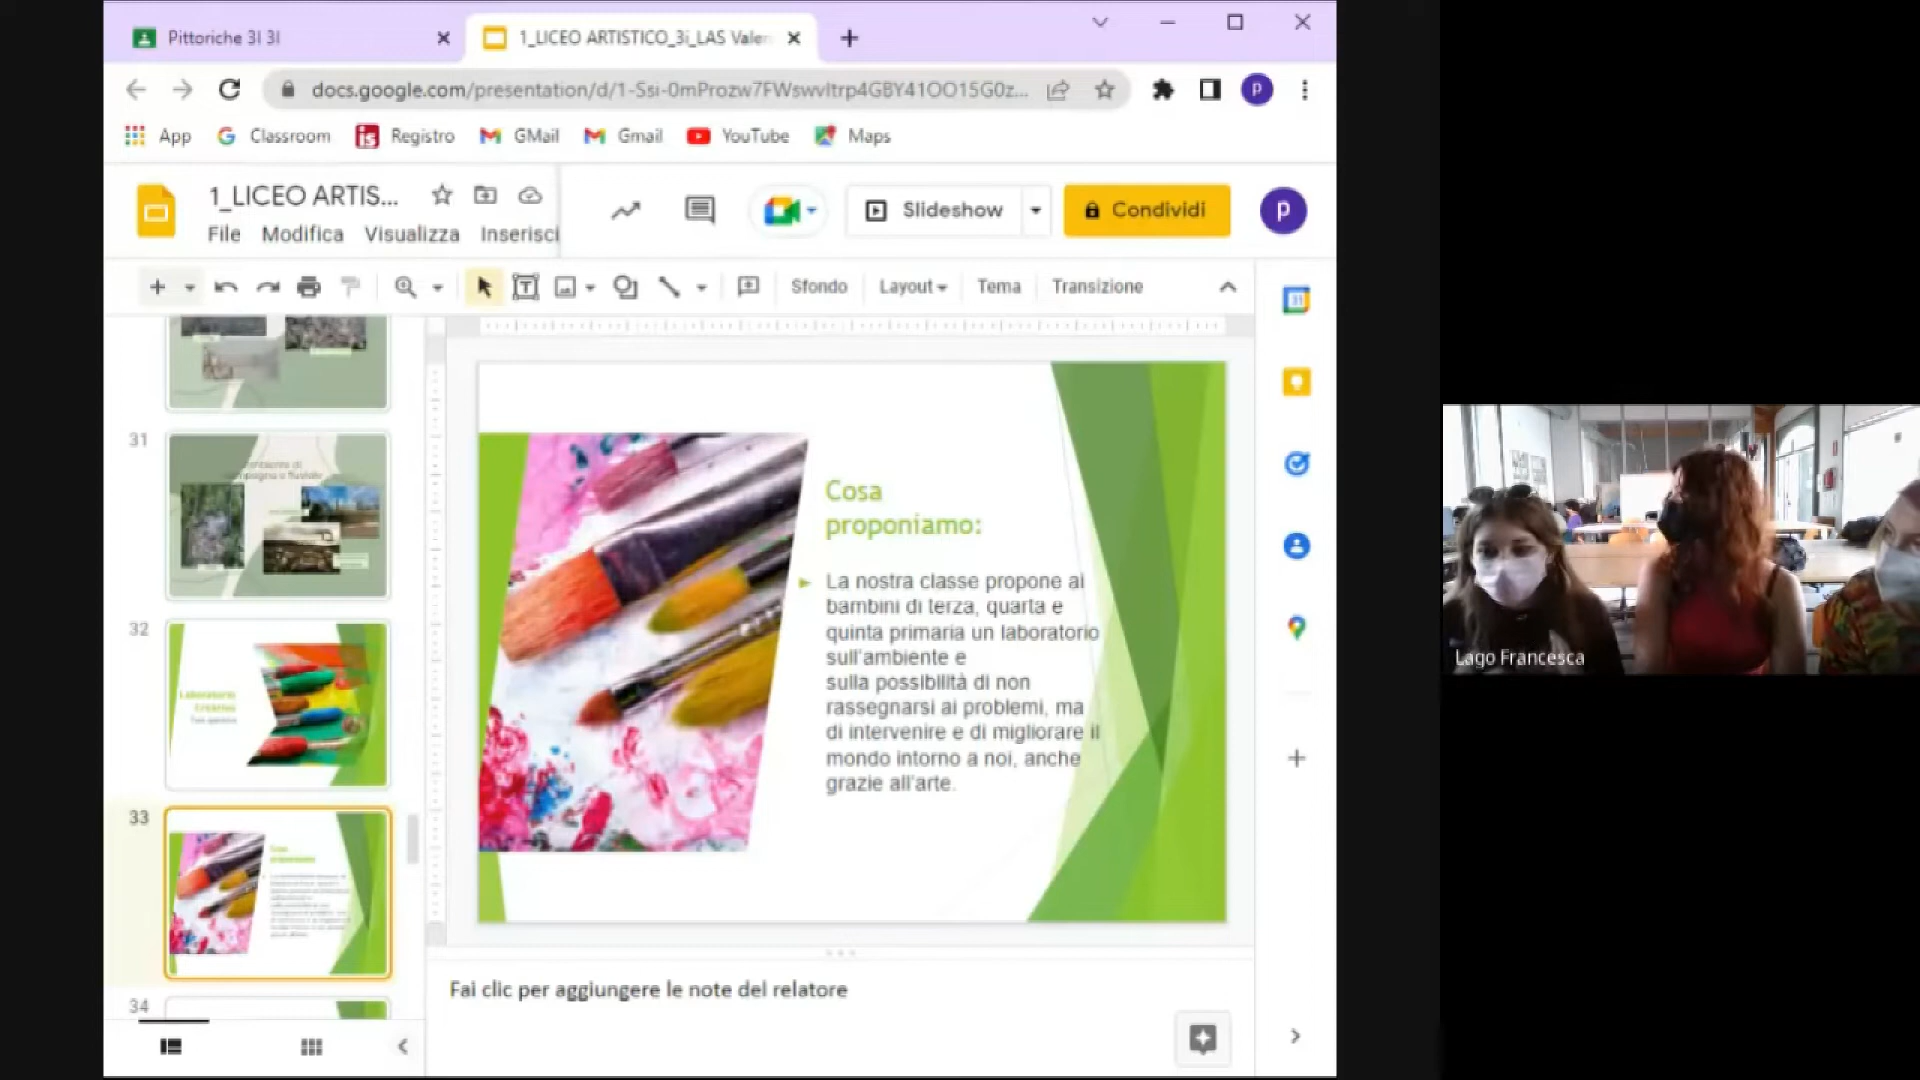 Pittoriche 3I 3I
1_LICEO ARTISTICO_3i_LAS Valer
docs.google.com/presentation/d/1-Ssi-0mProzw7FWswvltrp4GBY41OO15G0z...
App
Classroom
Registro
GMail
Gmail
YouTube
Maps
1_LICEO ARTIS...
Slideshow
Condividi
P
File Modifica Visualizza Inserisci
Sfondo Layout Tema Transizione
31
32
Laboratorio
Creativo
33
34
Cosa
proponiamo:
La nostra classe propone ai
bambini di terza, quarta e
quinta primaria un laboratorio
sull'ambiente e
sulla possibilità di non
rassegnarsi ai problemi, ma
di intervenire e di migliorare il
mondo intorno a noi, anche
grazie all'arte.
Fai clic per aggiungere le note del relatore
Lago Francesca